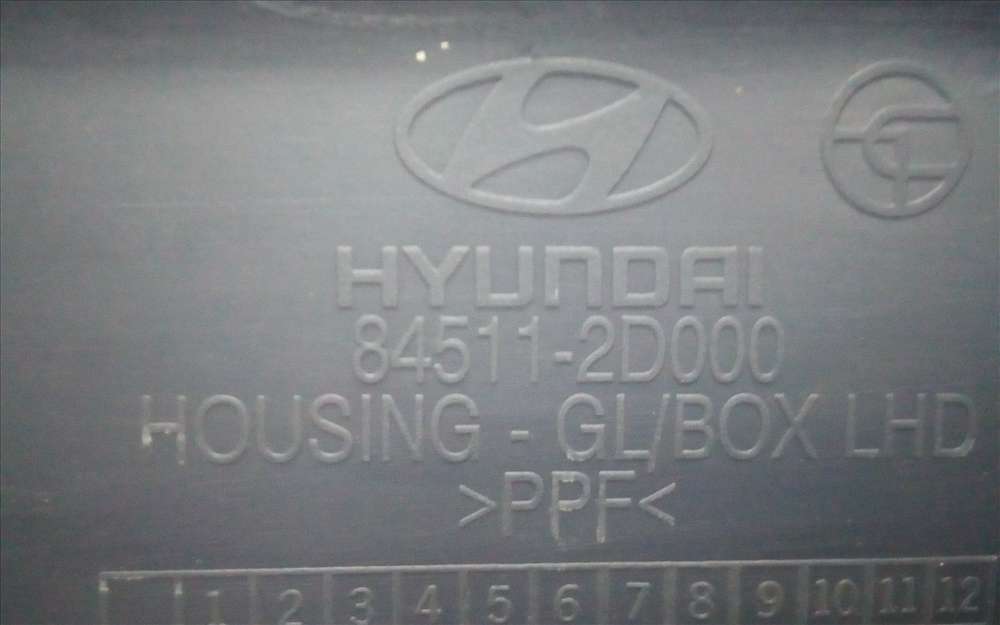 HYUNDAI
84511-2D000
HOUSING - GL/BOX LHD
>PPF<
1 2 3 4 5 6 7 8 9 10 11 12